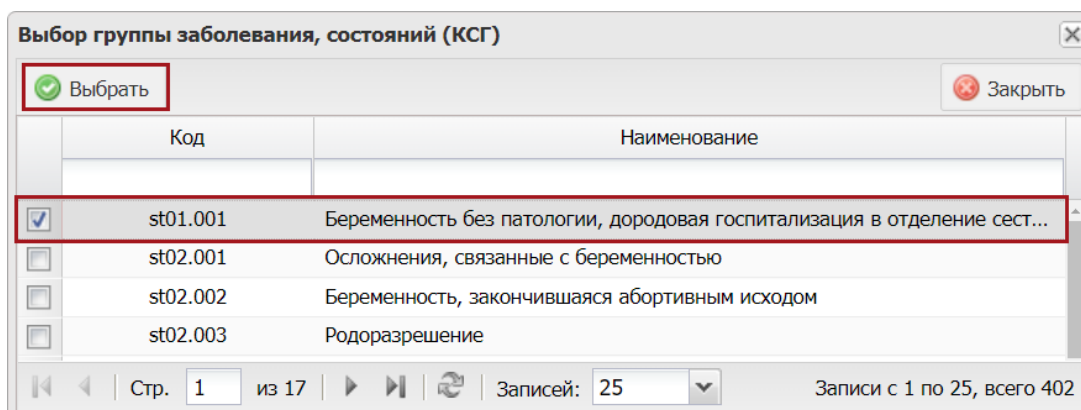 Выбор группы заболевания, состояний (КСГ)
Выбрать Закрыть
Код Наименование
st01.001 Беременность без патологии, дородовая госпитализация в отделение сест...
st02.001 Осложнения, связанные с беременностью
st02.002 Беременность, закончившаяся абортивным исходом
st02.003 Родоразрешение
Стр. 1 из 17 Записей: 25 Записи с 1 по 25, всего 402